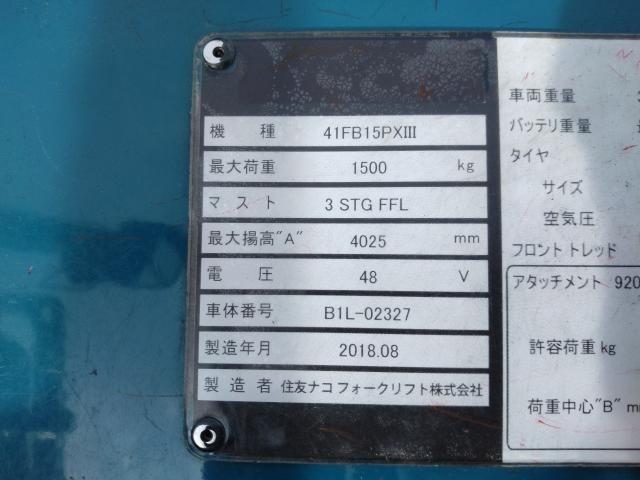 機 種 41FB15PXIII
最大荷重 1500 kg
マスト 3 STG FFL
最大揚高"A" 4025 mm
電 圧 48 V
車体番号 B1L-02327
製造年月 2018.08
製造者 住友ナコ フォークリフト株式会社
車両重量
バッテリ重量
タイヤ
サイズ
空気圧
フロント トレッド
アタッチメント 920
許容荷重 kg
荷重中心"B" mm